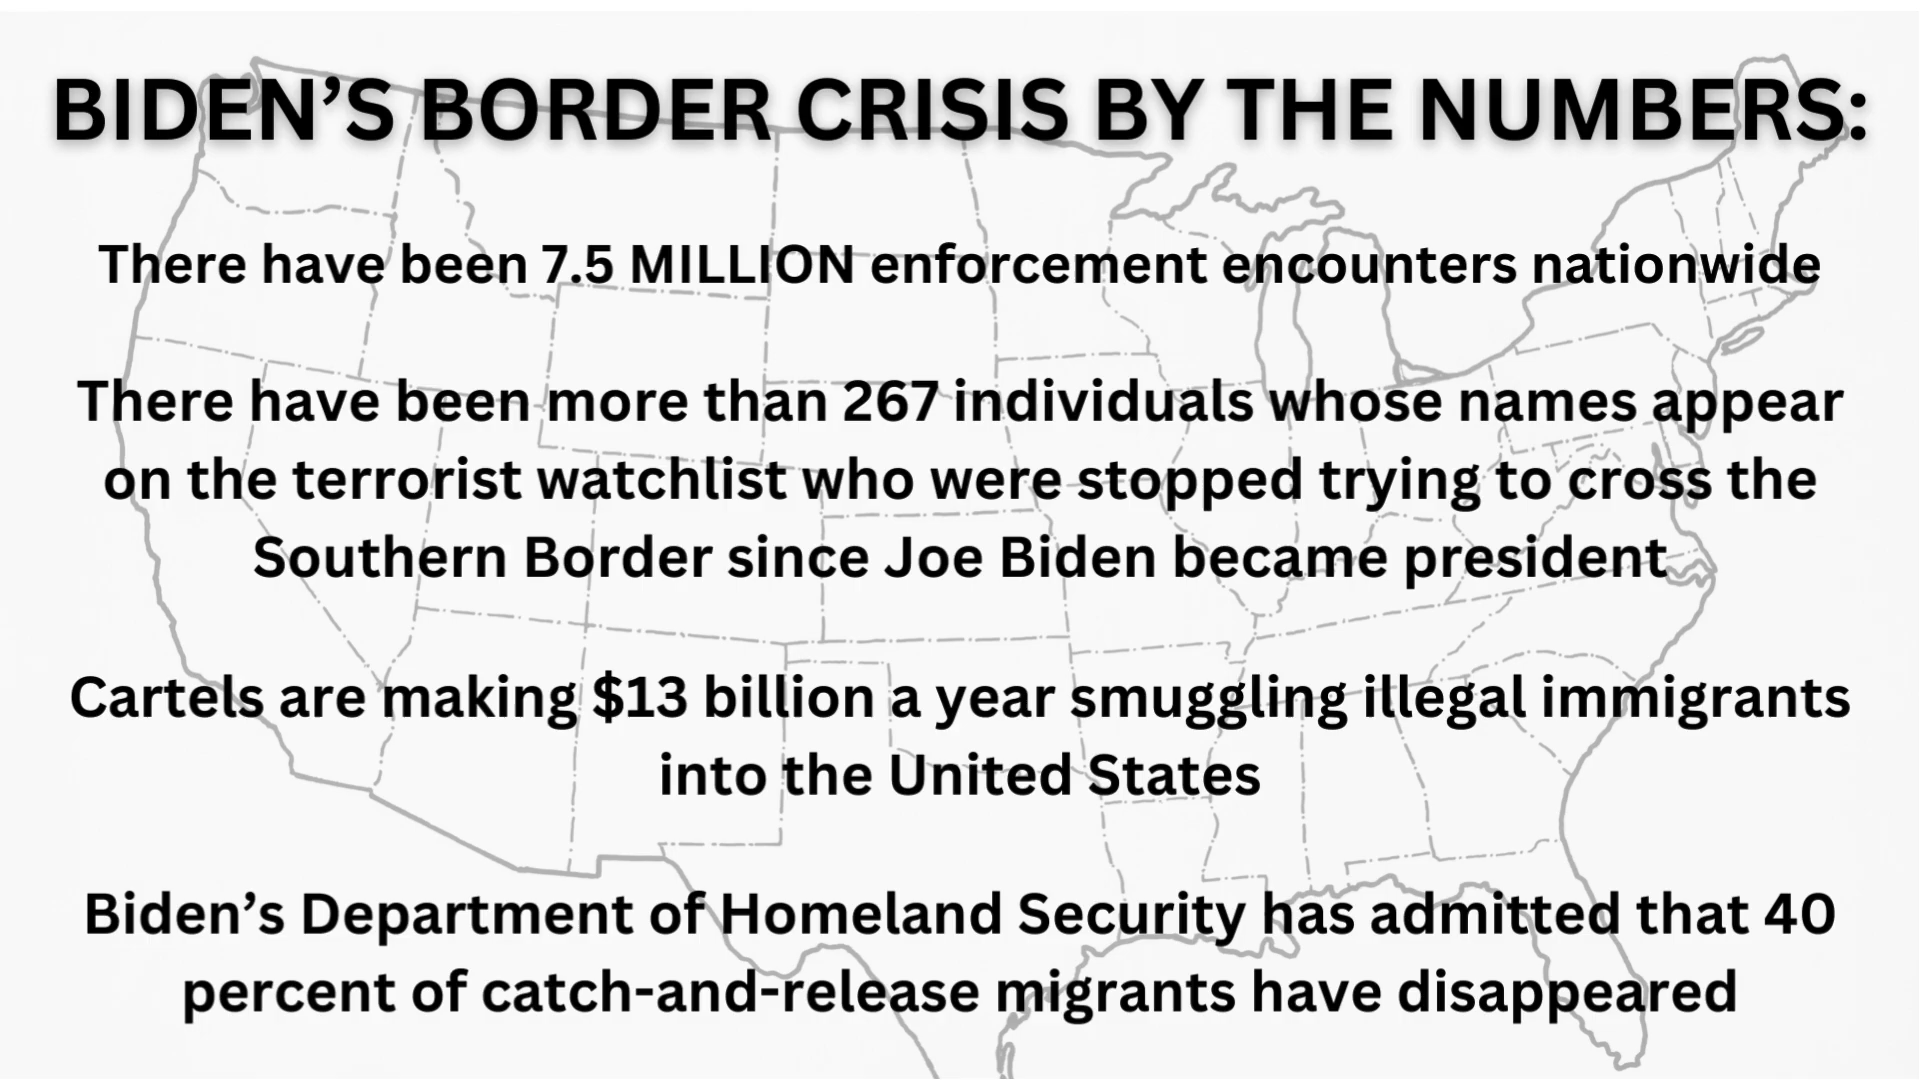 BIDEN’S BORDER CRISIS BY THE NUMBERS:
There have been 7.5 MILLION enforcement encounters nationwide
There have been more than 267 individuals whose names appear
on the terrorist watchlist who were stopped trying to cross the
Southern Border since Joe Biden became president
Cartels are making $13 billion a year smuggling illegal immigrants
into the United States
Biden’s Department of Homeland Security has admitted that 40
percent of catch-and-release migrants have disappeared